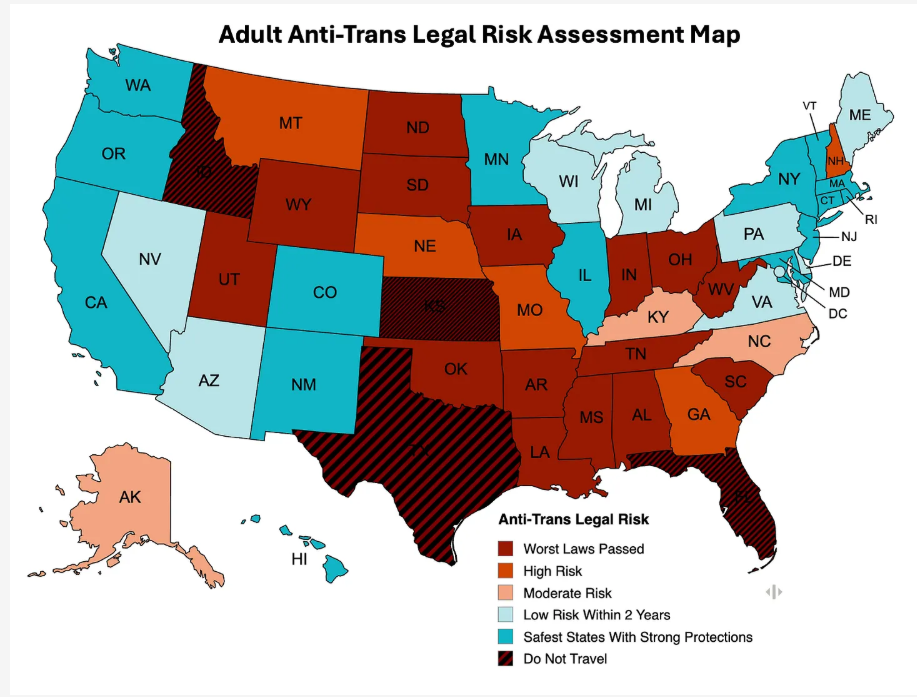 Adult Anti-Trans Legal Risk Assessment Map
WA
MT
ND
MN
VT
ME
OR
ID
SD
WI
MI
NY
NH
MA
CT
RI
WY
IA
PA
NJ
NV
NE
OH
DE
UT
CO
IL
IN
WV
MD
CA
KS
MO
KY
VA
DC
AZ
NM
OK
TN
NC
AR
SC
MS
AL
GA
TX
LA
AK
FL
HI
Anti-Trans Legal Risk
Worst Laws Passed
High Risk
Moderate Risk
Low Risk Within 2 Years
Safest States With Strong Protections
Do Not Travel